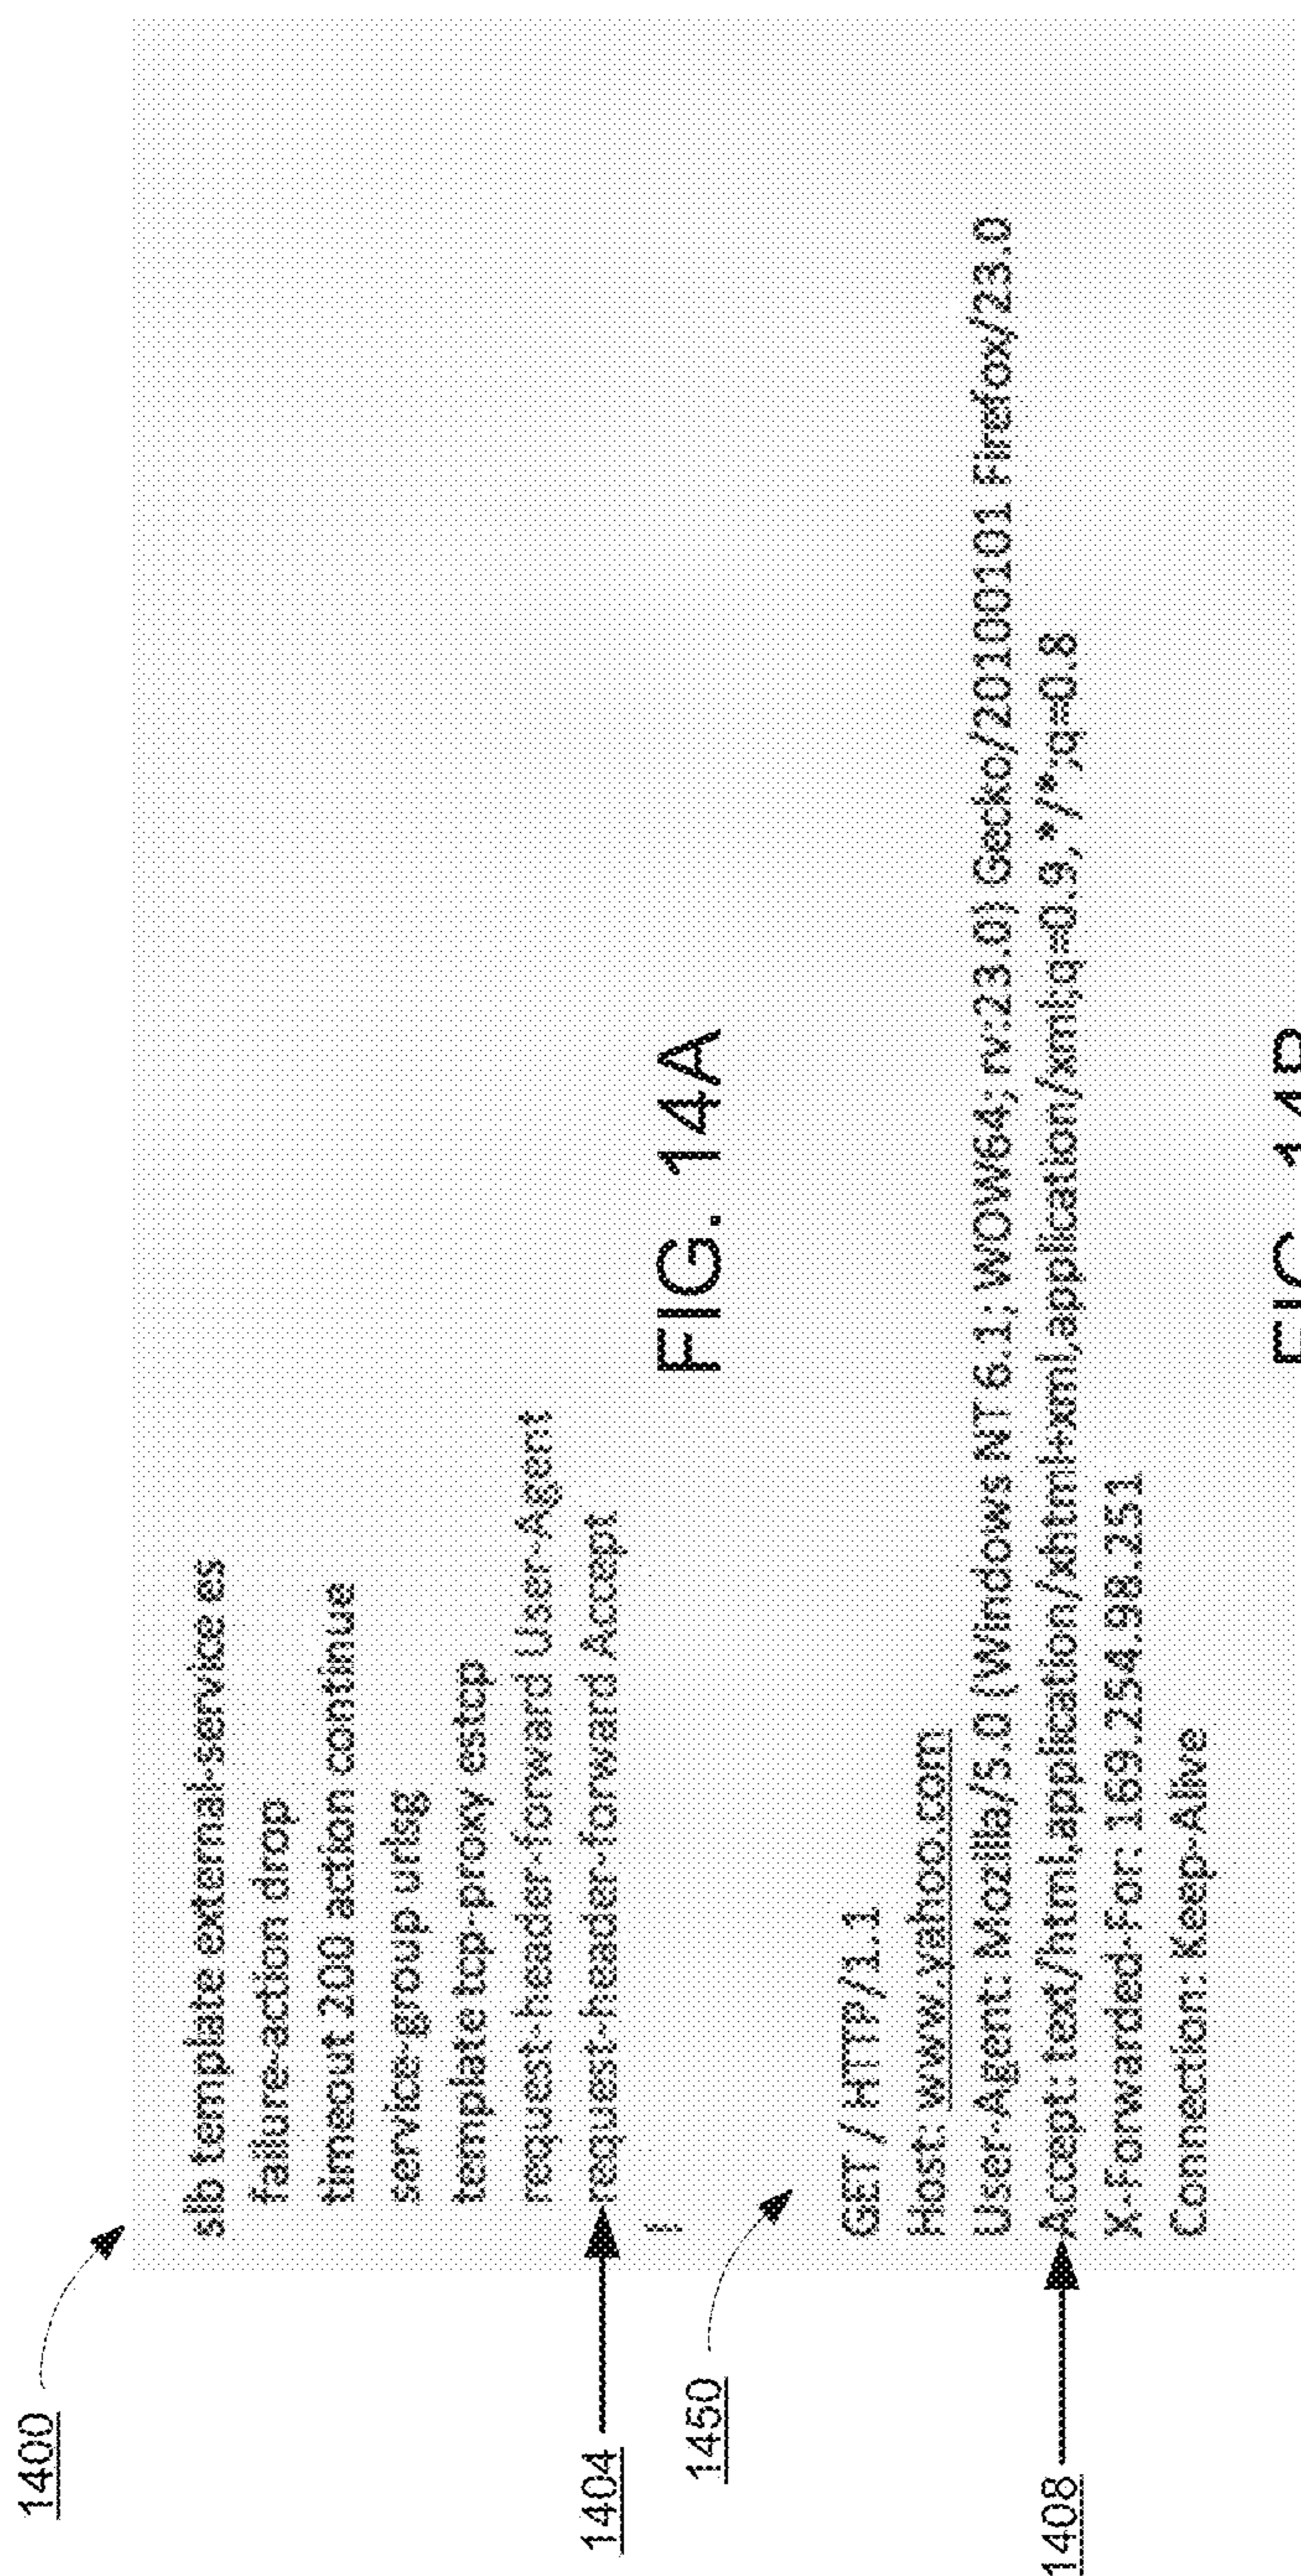 1400
slb template external-service es
failure-action drop
timeout 200 action continue
service-group urlsg
template tcp-proxy estcp
request-header-forward User-Agent
1404
request-header-forward Accept
!
FIG. 14A
1450
GET / HTTP/1.1
Host: www.yahoo.com
User-Agent: Mozilla/5.0 (Windows NT 6.1; WOW64; rv:23.0) Gecko/20100101 Firefox/23.0
1408
Accept: text/html,application/xhtml+xml,application/xml;q=0.9,*/*;q=0.8
X-Forwarded-For: 169.254.98.251
Connection: Keep-Alive
FIG. 14B